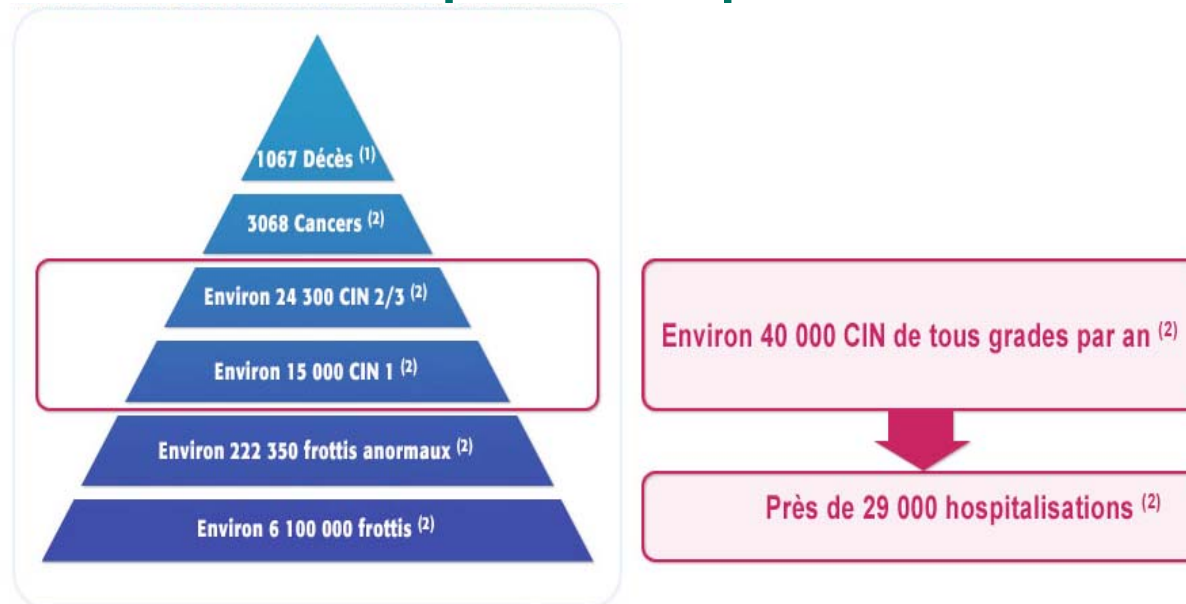 1067 Décès (1)
3068 Cancers (2)
Environ 24 300 CIN 2/3 (2)
Environ 15 000 CIN 1 (2)
Environ 222 350 frottis anormaux (2)
Environ 6 100 000 frottis (2)
Environ 40 000 CIN de tous grades par an (2)
Près de 29 000 hospitalisations (2)